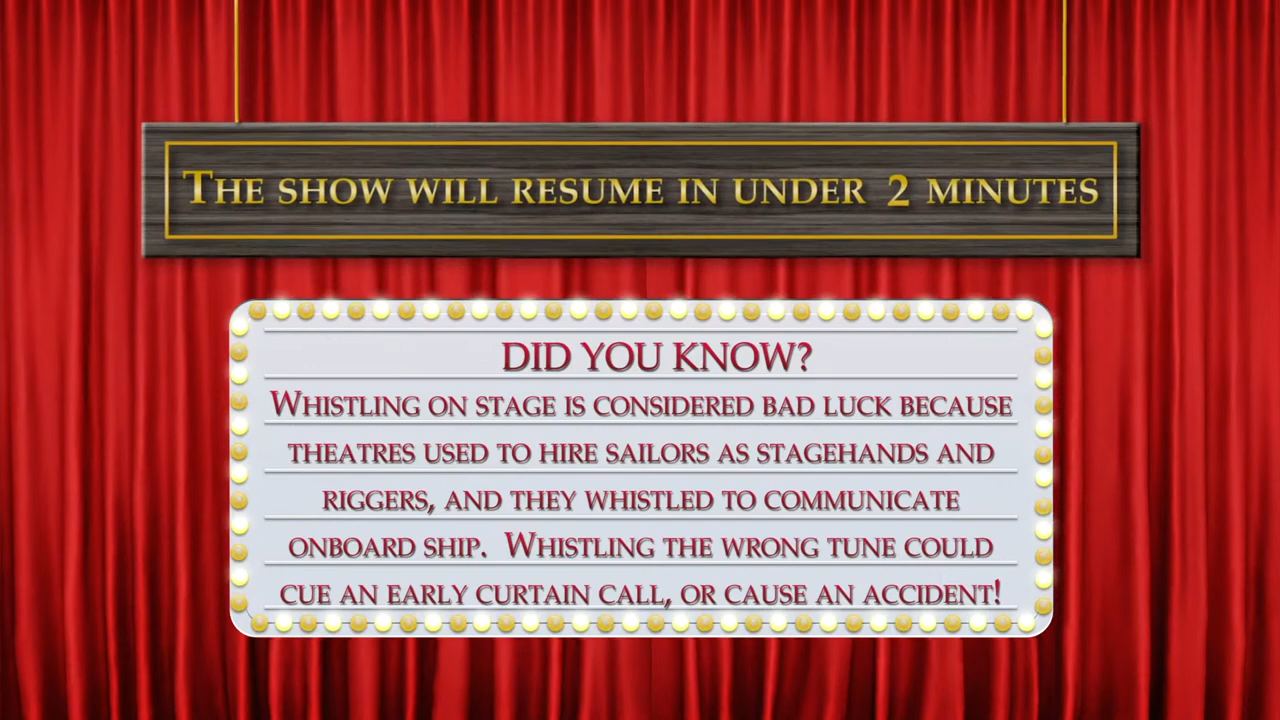 The show will resume in under 2 minutes
DID YOU KNOW?
Whistling on stage is considered bad luck because
theatres used to hire sailors as stagehands and
riggers, and they whistled to communicate
onboard ship. Whistling the wrong tune could
cue an early curtain call, or cause an accident!